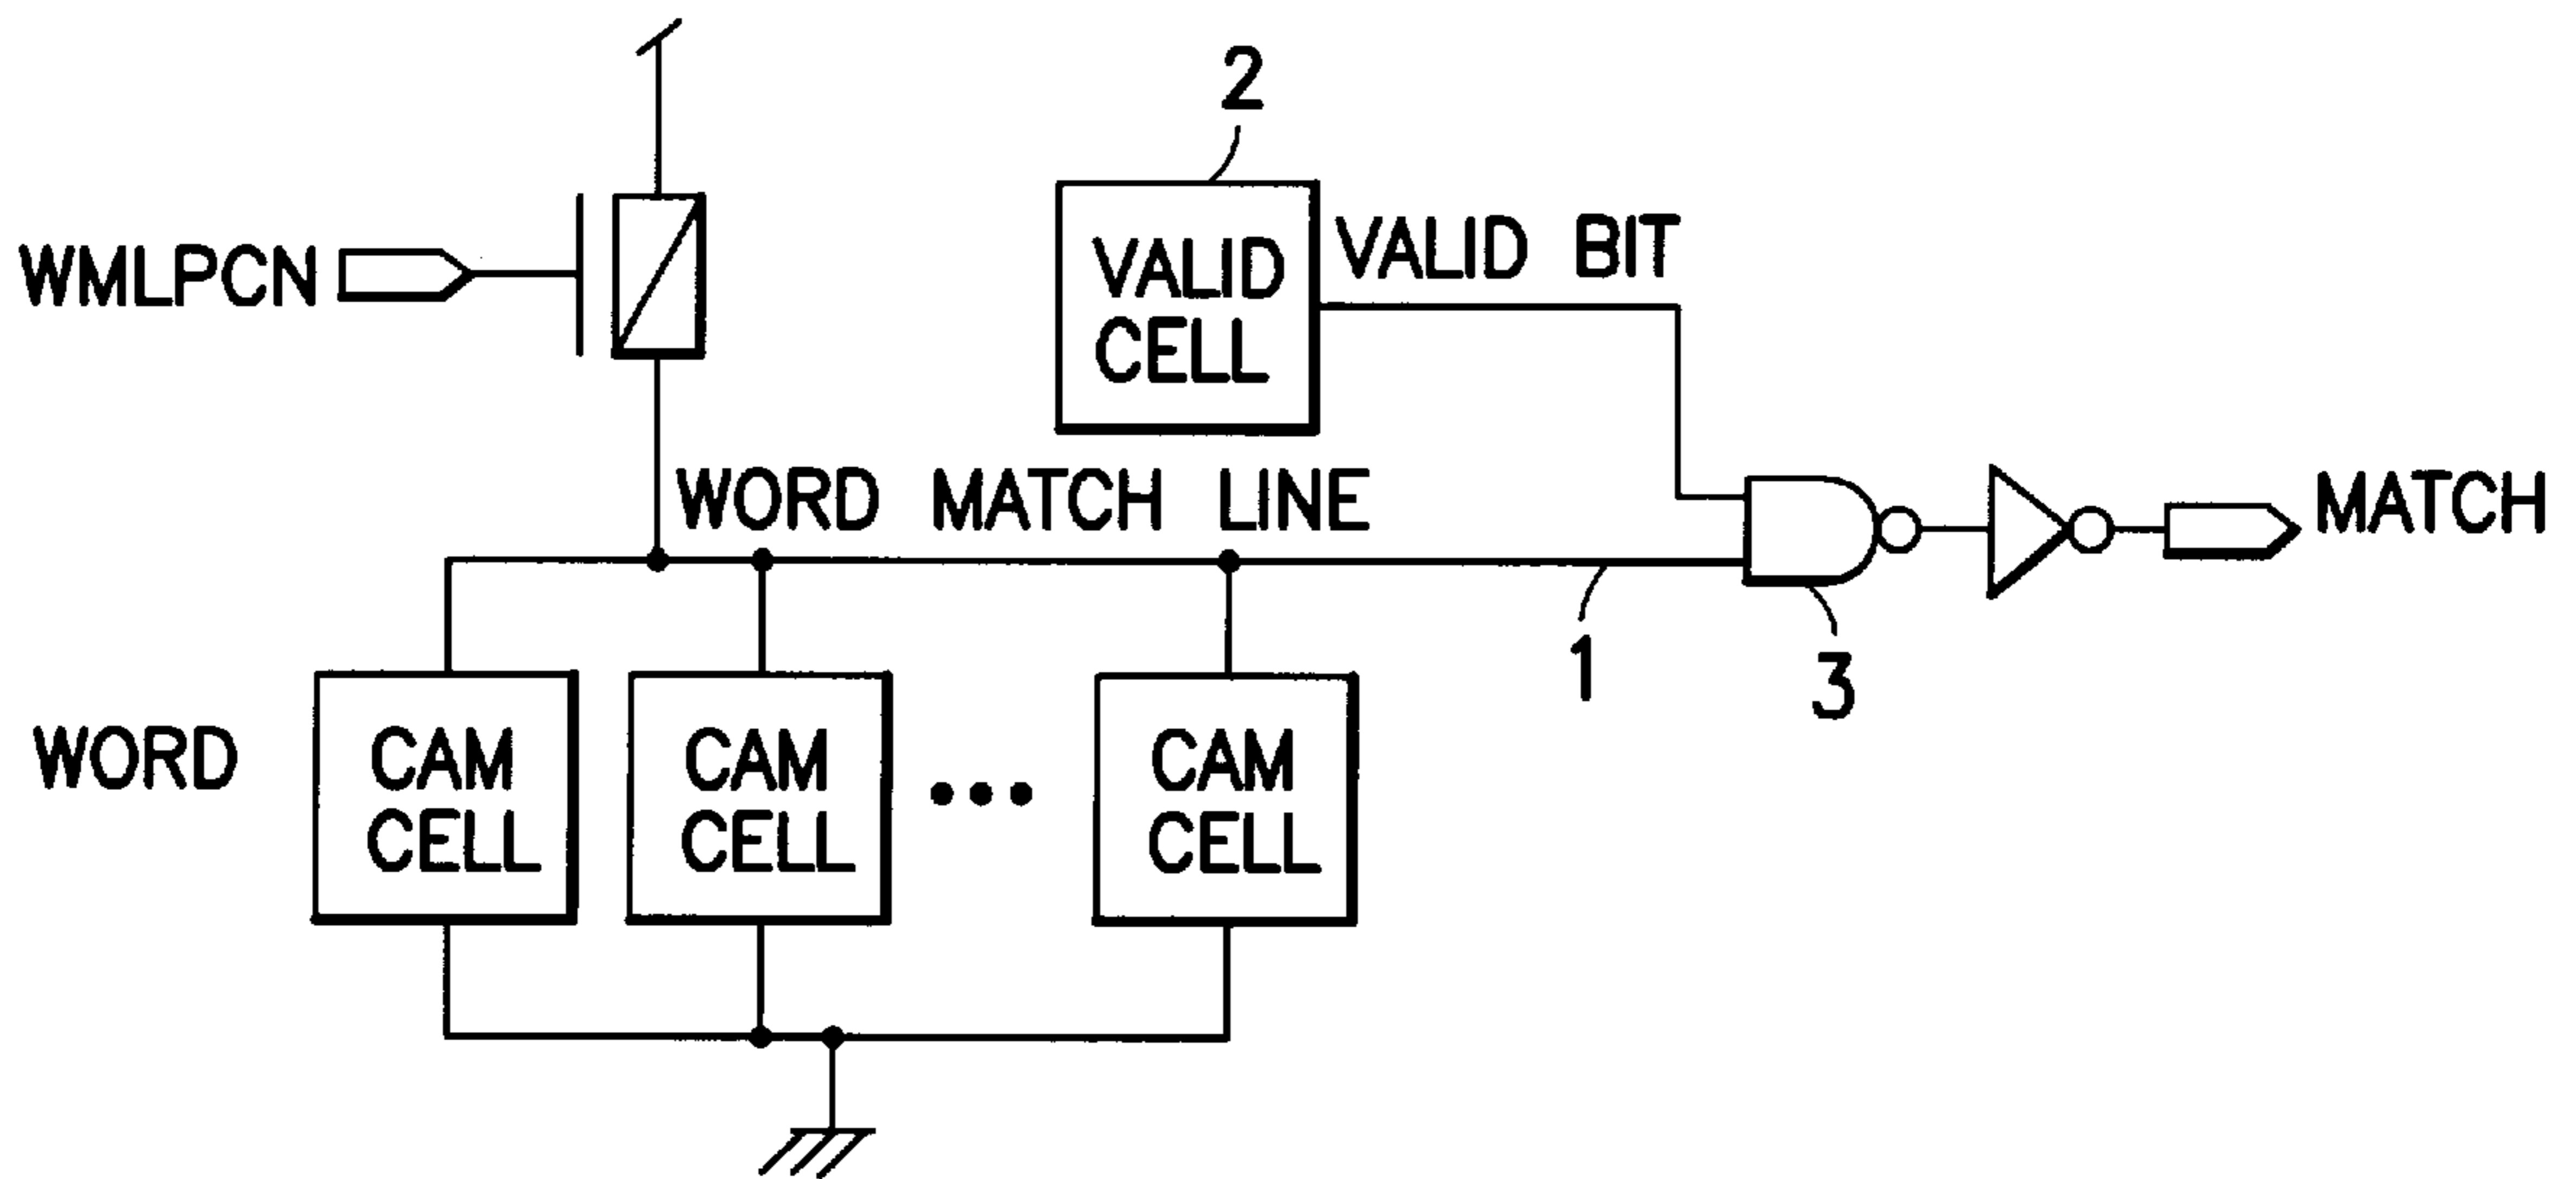 2
WMLPCN
VALID
CELL
VALID BIT
WORD MATCH LINE
MATCH
1
3
WORD
CAM
CELL
CAM
CELL
CAM
CELL